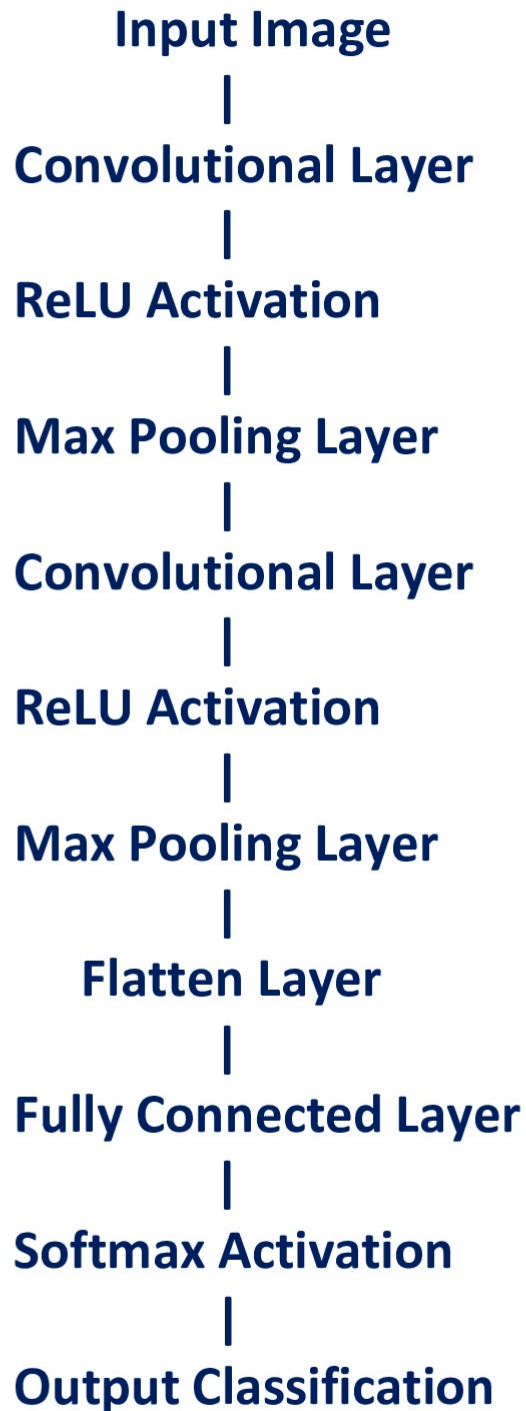 Input Image
|
Convolutional Layer
|
ReLU Activation
|
Max Pooling Layer
|
Convolutional Layer
|
ReLU Activation
|
Max Pooling Layer
|
Flatten Layer
|
Fully Connected Layer
|
Softmax Activation
|
Output Classification